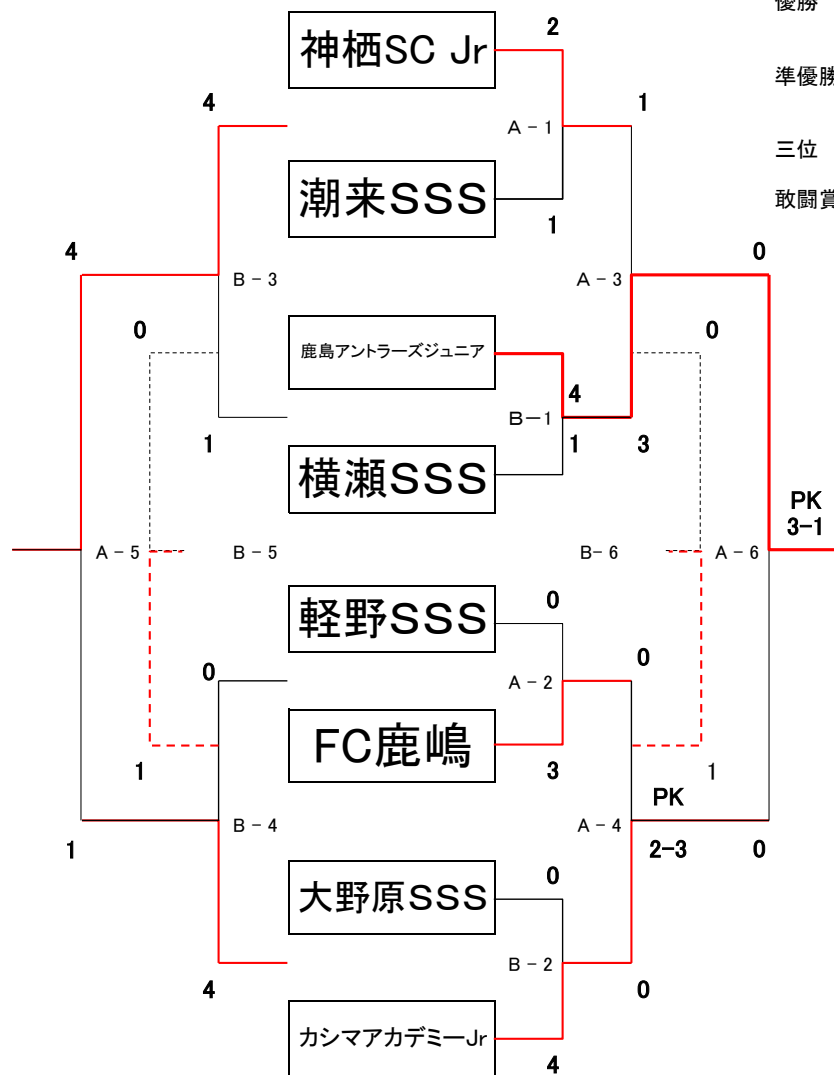 優勝
2
神栖SC Jr
準優勝
4
1
A-1
三位
潮来SSS
敢闘賞
1
4
0
B-3
A-3
0
0
鹿島アントラーズジュニア
4
B-1
1
1
3
横瀬SSS
PK
3-1
A-5
B-5
B-6
A-6
0
軽野SSS
0
0
A-2
FC鹿嶋
1
3
1
PK
B-4
A-4
1
2-3
0
0
大野原SSS
B-2
4
0
カシマアカデミーJr
4